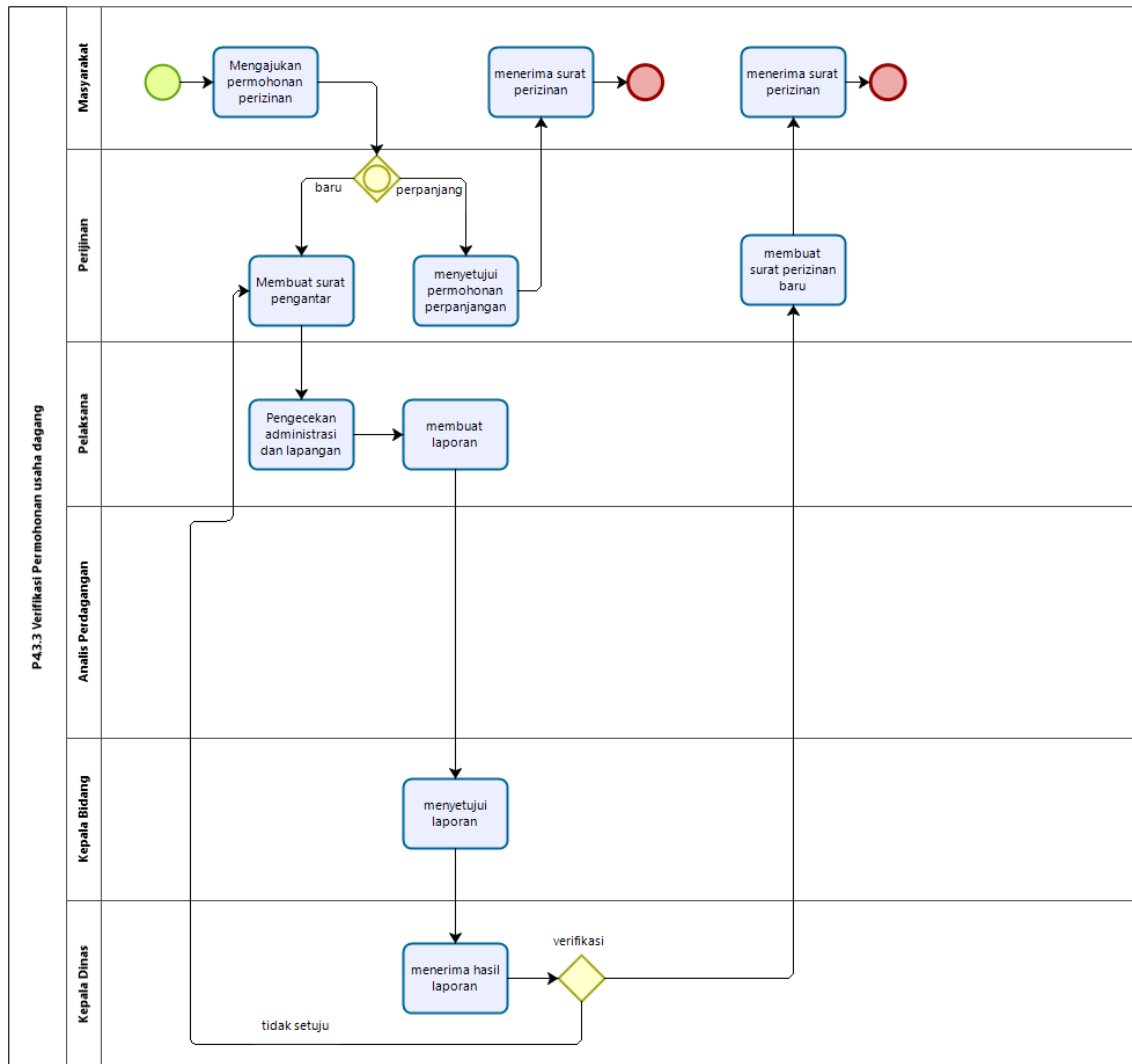 P4.3.3 Verifikasi Permohonan usaha dagang
Masyarakat
Mengajukan
permohonan
perizinan
menerima surat
perizinan
menerima surat
perizinan
Perijinan
baru
perpanjang
Membuat surat
pengantar
menyetujui
permohonan
perpanjangan
membuat
surat perizinan
baru
Pelaksana
Pengecekan
administrasi
dan lapangan
membuat
laporan
Analis Perdagangan
Kepala Bidang
menyetujui
laporan
Kepala Dinas
menerima hasil
laporan
verifikasi
tidak setuju